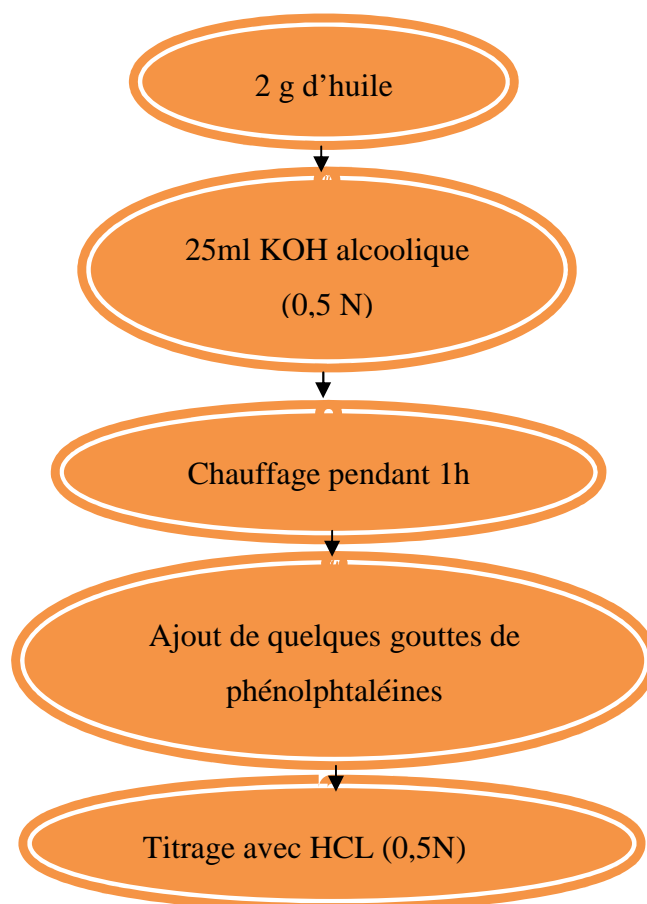 2 g d’huile
25ml KOH alcoolique
(0,5 N)
Chauffage pendant 1h
Ajout de quelques gouttes de
phénolphtaléines
Titrage avec HCL (0,5N)